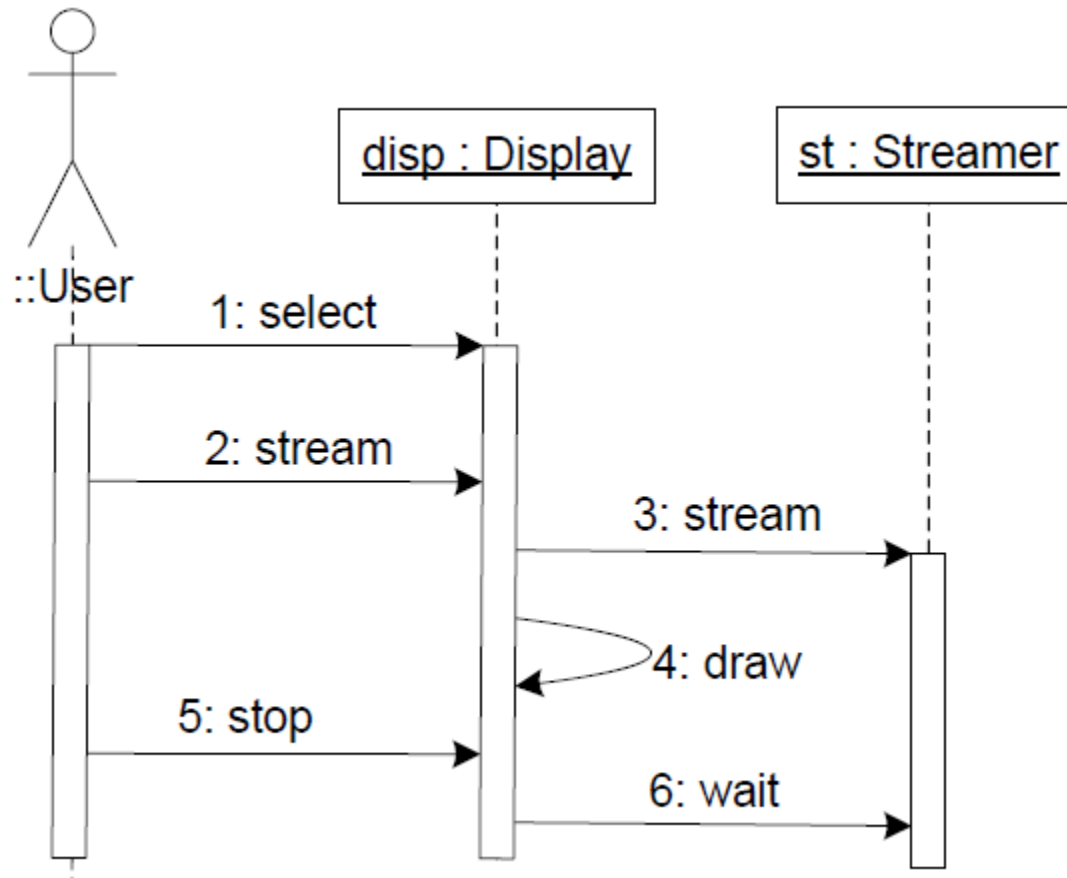 disp : Display
st : Streamer
::User
1: select
2: stream
3: stream
4: draw
5: stop
6: wait